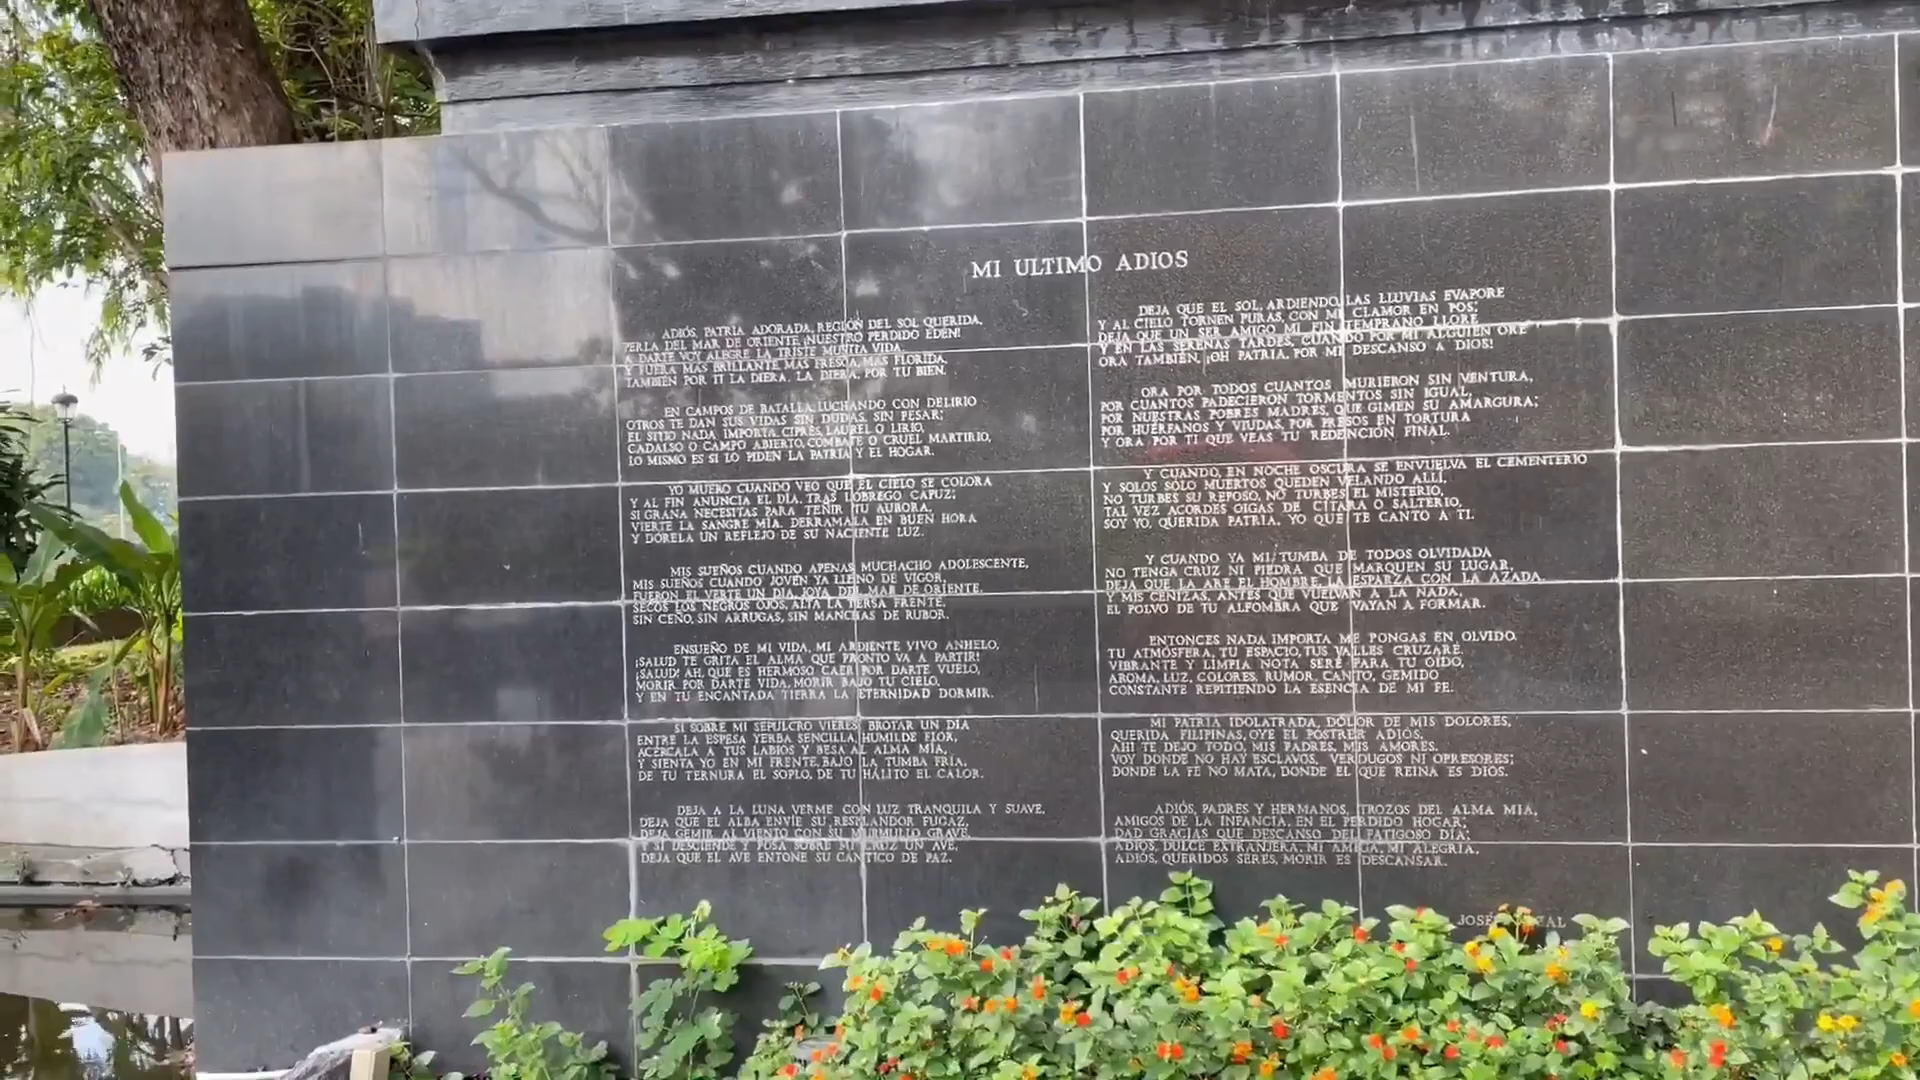 MI ULTIMO ADIOS
ADIÓS, PATRIA ADORADA, REGIÓN DEL SOL QUERIDA,
PERLA DEL MAR DE ORIENTE, ¡NUESTRO PERDIDO EDÉN!
A DARTE VOY ALEGRE LA TRISTE MUSTIA VIDA
Y FUERA MÁS BRILLANTE, MÁS FRESCA, MÁS FLORIDA,
TAMBIÉN POR TI LA DIERA, LA DIERA, POR TU BIEN.
EN CAMPOS DE BATALLA, LUCHANDO CON DELIRIO
OTROS TE DAN SUS VIDAS SIN DUDAS, SIN PESAR;
EL SITIO NADA IMPORTA, CIPRÉS, LAUREL O LIRIO,
CADALSO O CAMPO ABIERTO, COMBATE O CRUEL MARTIRIO,
LO MISMO ES SI LO PIDEN LA PATRIA Y EL HOGAR.
YO MUERO CUANDO VEO QUE EL CIELO SE COLORA
Y AL FIN ANUNCIA EL DÍA, TRAS LÓBREGO CAPUZ;
SI GRANA NECESITAS PARA TEÑIR TU AURORA,
VIERTE LA SANGRE MÍA, DERRÁMALA EN BUEN HORA
Y DÓRELA UN REFLEJO DE SU NACIENTE LUZ.
MIS SUEÑOS CUANDO APENAS MUCHACHO ADOLESCENTE,
MIS SUEÑOS CUANDO JOVEN YA LLENO DE VIGOR,
FUERON EL VERTE UN DÍA, JOYA DEL MAR DE ORIENTE,
SECOS LOS NEGROS OJOS, ALTA LA TERSA FRENTE,
SIN CEÑO, SIN ARRUGAS, SIN MANCHAS DE RUBOR.
ENSUEÑO DE MI VIDA, MI ARDIENTE VIVO ANHELO,
¡SALUD TE GRITA EL ALMA QUE PRONTO VA A PARTIR!
¡SALUD! AH, QUE ES HERMOSO CAER POR DARTE VUELO,
MORIR POR DARTE VIDA, MORIR BAJO TU CIELO,
Y EN TU ENCANTADA TIERRA LA ETERNIDAD DORMIR.
SI SOBRE MI SEPULCRO VIERES BROTAR UN DÍA
ENTRE LA ESPESA YERBA SENCILLA, HUMILDE FLOR,
ACÉRCALA A TUS LABIOS Y BESA AL ALMA MÍA,
Y SIENTA YO EN MI FRENTE, BAJO LA TUMBA FRÍA,
DE TU TERNURA EL SOPLO, DE TU HÁLITO EL CALOR.
DEJA A LA LUNA VERME CON LUZ TRANQUILA Y SUAVE,
DEJA QUE EL ALBA ENVÍE SU RESPLANDOR FUGAZ,
DEJA GEMIR AL VIENTO CON SU MURMULLO GRAVE,
Y SI DESCIENDE Y POSA SOBRE MI CRUZ UN AVE,
DEJA QUE EL AVE ENTONE SU CÁNTICO DE PAZ.
DEJA QUE EL SOL, ARDIENDO, LAS LLUVIAS EVAPORE
Y AL CIELO TORNEN PURAS, CON MI CLAMOR EN POS;
DEJA QUE UN SER AMIGO MI FIN TEMPRANO LLORE
Y EN LAS SERENAS TARDES, CUANDO POR MI ALGUIEN ORE
ORA TAMBIÉN, ¡OH PATRIA, POR MI DESCANSO A DIOS!
ORA POR TODOS CUANTOS MURIERON SIN VENTURA,
POR CUANTOS PADECIERON TORMENTOS SIN IGUAL,
POR NUESTRAS POBRES MADRES, QUE GIMEN SU AMARGURA;
POR HUÉRFANOS Y VIUDAS, POR PRESOS EN TORTURA
Y ORA POR TI QUE VEAS TU REDENCIÓN FINAL.
Y CUANDO, EN NOCHE OSCURA SE ENVUELVA EL CEMENTERIO
Y SOLOS SÓLO MUERTOS QUEDEN VELANDO ALLÍ,
NO TURBES SU REPOSO, NO TURBES EL MISTERIO,
TAL VEZ ACORDES OIGAS DE CÍTARA O SALTERIO,
SOY YO, QUERIDA PATRIA, YO QUE TE CANTO A TI.
Y CUANDO YA MI TUMBA DE TODOS OLVIDADA
NO TENGA CRUZ NI PIEDRA QUE MARQUEN SU LUGAR,
DEJA QUE LA ARE EL HOMBRE, LA ESPARZA CON LA AZADA,
Y MIS CENIZAS, ANTES QUE VUELVAN A LA NADA,
EL POLVO DE TU ALFOMBRA QUE VAYAN A FORMAR.
ENTONCES NADA IMPORTA ME PONGAS EN OLVIDO.
TU ATMÓSFERA, TU ESPACIO, TUS VALLES CRUZARÉ.
VIBRANTE Y LIMPIA NOTA SERÉ PARA TU OÍDO,
AROMA, LUZ, COLORES, RUMOR, CANTO, GEMIDO
CONSTANTE REPITIENDO LA ESENCIA DE MI FE.
MI PATRIA IDOLATRADA, DOLOR DE MIS DOLORES,
QUERIDA FILIPINAS, OYE EL POSTRER ADIÓS.
AHÍ TE DEJO TODO, MIS PADRES, MIS AMORES.
VOY DONDE NO HAY ESCLAVOS, VERDUGOS NI OPRESORES;
DONDE LA FE NO MATA, DONDE EL QUE REINA ES DIOS.
ADIÓS, PADRES Y HERMANOS, TROZOS DEL ALMA MÍA,
AMIGOS DE LA INFANCIA, EN EL PERDIDO HOGAR;
DAD GRACIAS QUE DESCANSO DEL FATIGOSO DÍA;
ADIÓS, DULCE EXTRANJERA, MI AMIGA, MI ALEGRÍA,
ADIÓS, QUERIDOS SERES, MORIR ES DESCANSAR.
JOSÉ